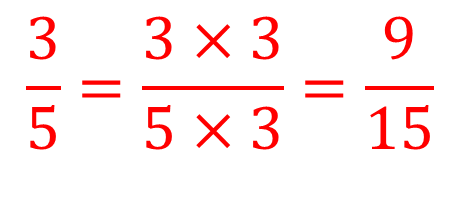 3/5 = 3 × 3/5 × 3 = 9/15